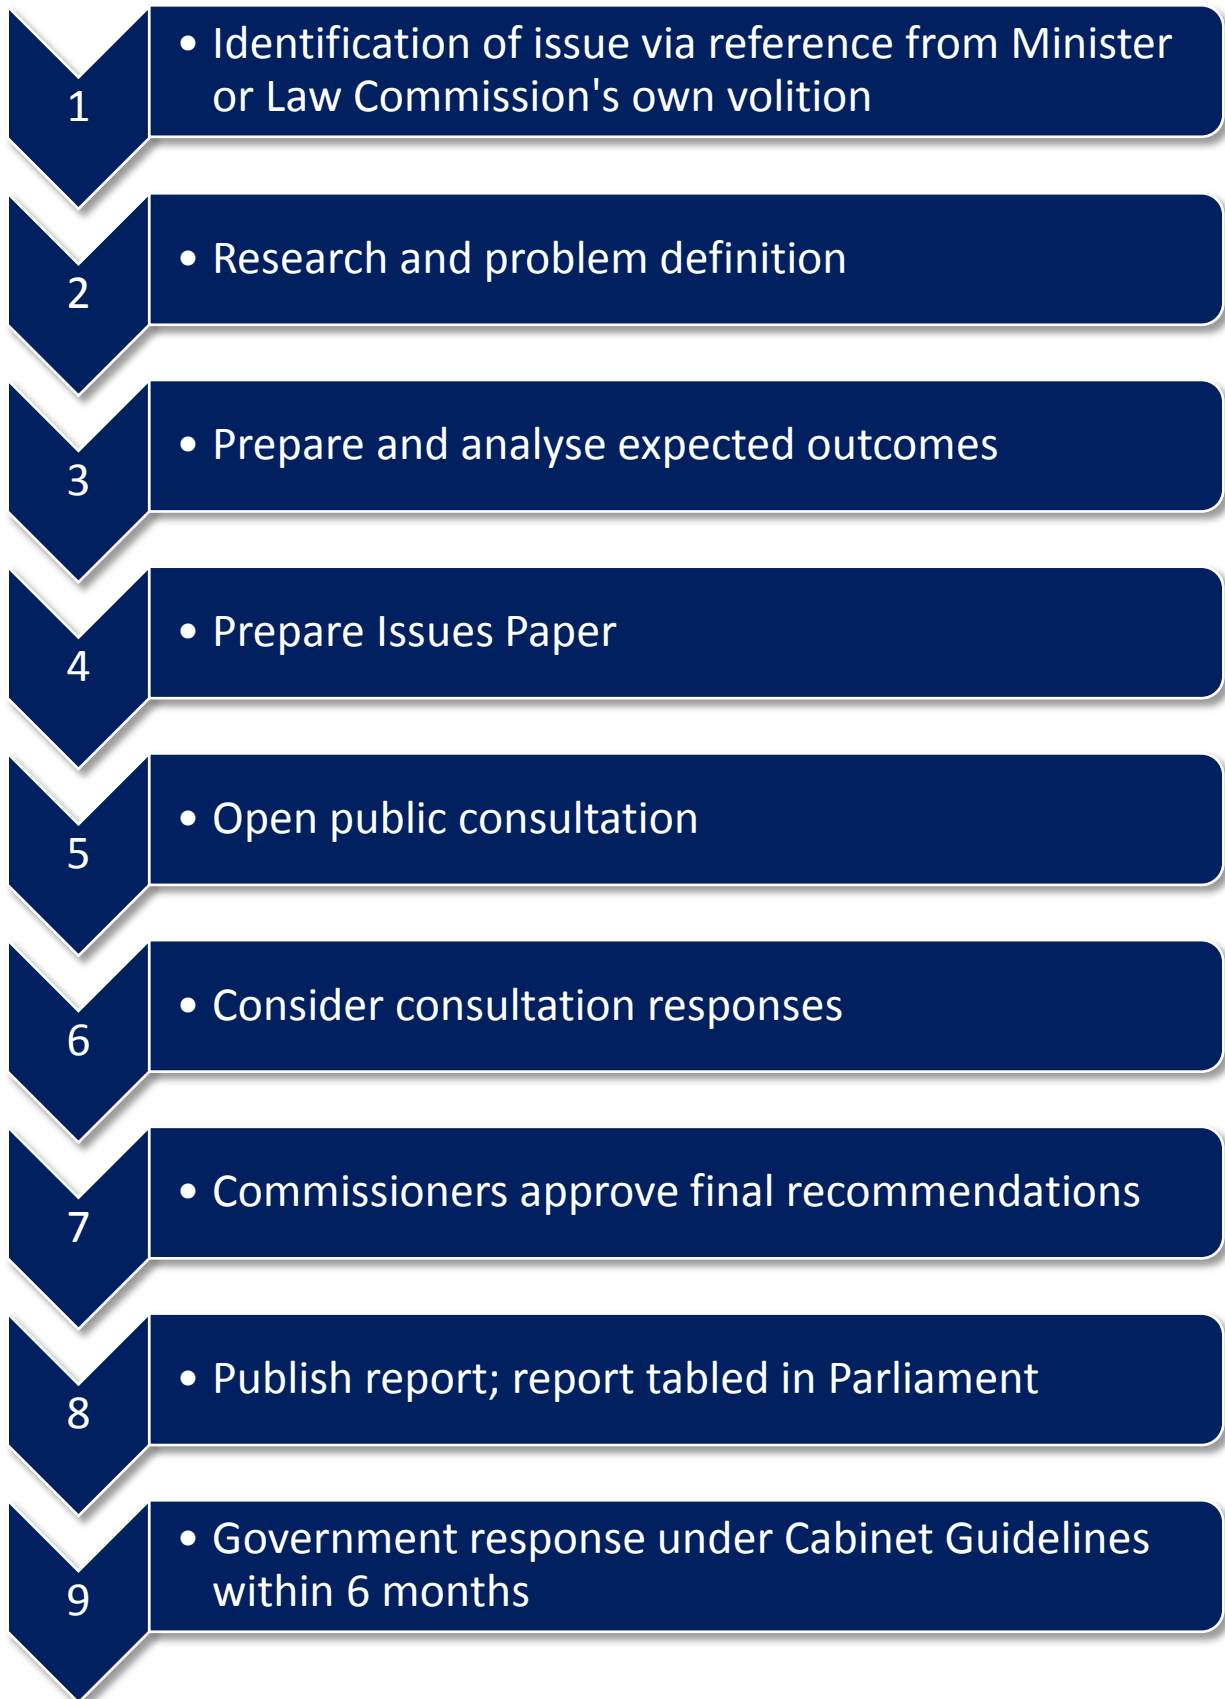 1
• Identification of issue via reference from Minister
or Law Commission's own volition
2
• Research and problem definition
3
• Prepare and analyse expected outcomes
4
• Prepare Issues Paper
5
• Open public consultation
6
• Consider consultation responses
7
• Commissioners approve final recommendations
8
• Publish report; report tabled in Parliament
9
• Government response under Cabinet Guidelines
within 6 months